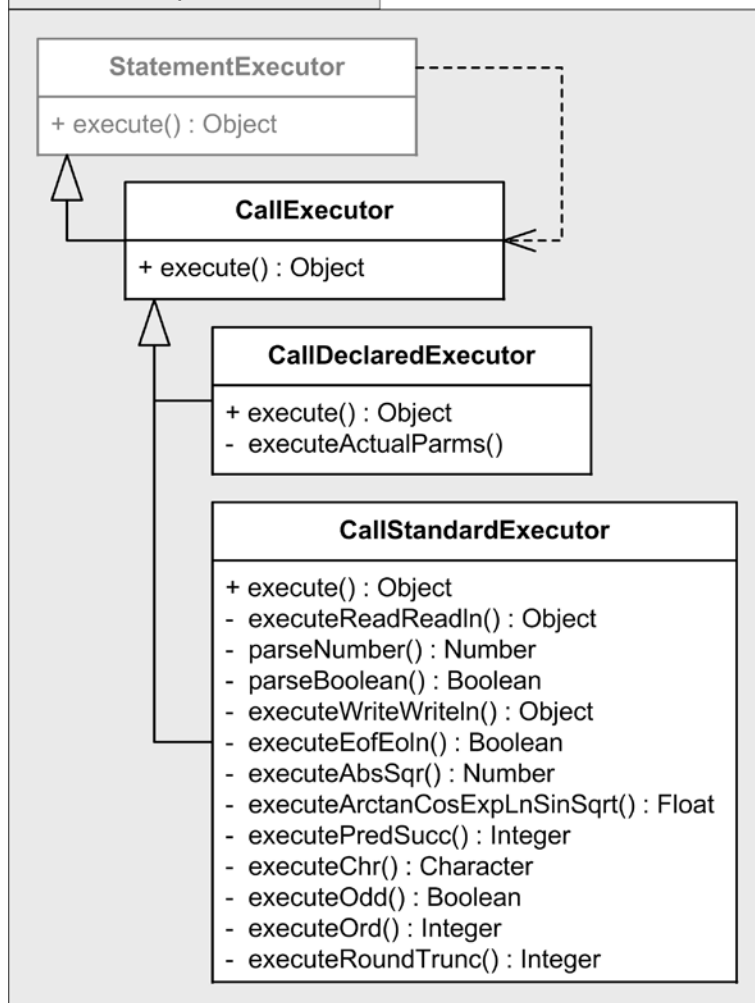 StatementExecutor
+ execute() : Object
CallExecutor
+ execute() : Object
CallDeclaredExecutor
+ execute() : Object
- executeActualParms()
CallStandardExecutor
+ execute() : Object
- executeReadReadln() : Object
- parseNumber() : Number
- parseBoolean() : Boolean
- executeWriteWriteln() : Object
- executeEofEoln() : Boolean
- executeAbsSqr() : Number
- executeArctanCosExpLnSinSqrt() : Float
- executePredSucc() : Integer
- executeChr() : Character
- executeOdd() : Boolean
- executeOrd() : Integer
- executeRoundTrunc() : Integer